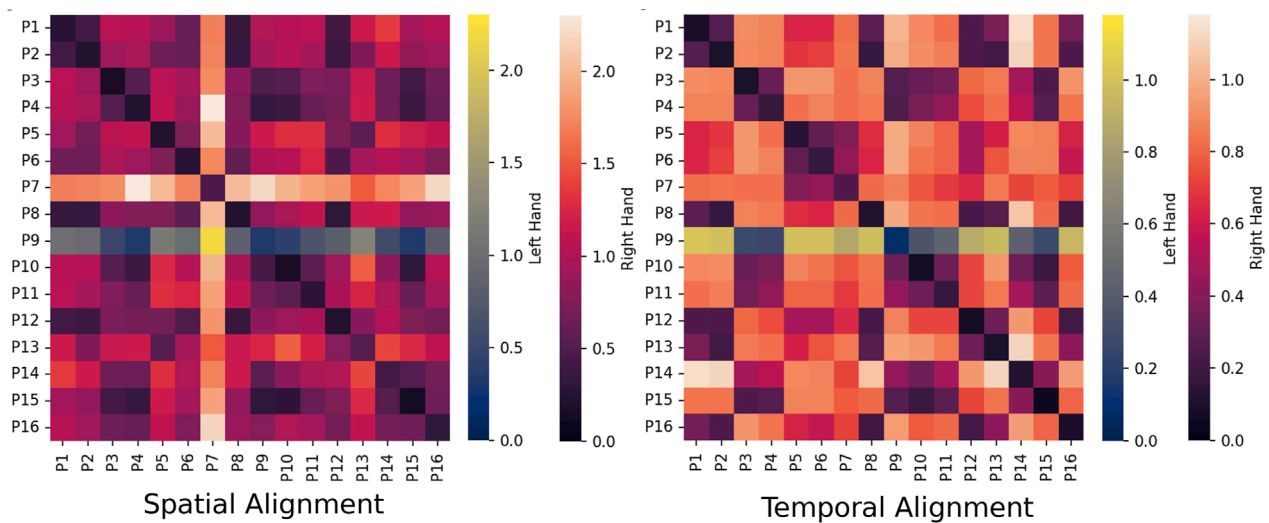 P1
P2
P3
P4
P5
P6
P7
P8
P9
P10
P11
P12
P13
P14
P15
P16
P1 P2 P3 P4 P5 P6 P7 P8 P9 P10 P11 P12 P13 P14 P15 P16
Spatial Alignment
2.0
1.5
1.0
0.5
0.0
Left Hand
2.0
1.5
1.0
0.5
0.0
Right Hand
P1
P2
P3
P4
P5
P6
P7
P8
P9
P10
P11
P12
P13
P14
P15
P16
P1 P2 P3 P4 P5 P6 P7 P8 P9 P10 P11 P12 P13 P14 P15 P16
Temporal Alignment
1.0
0.8
0.6
0.4
0.2
0.0
Left Hand
1.0
0.8
0.6
0.4
0.2
0.0
Right Hand